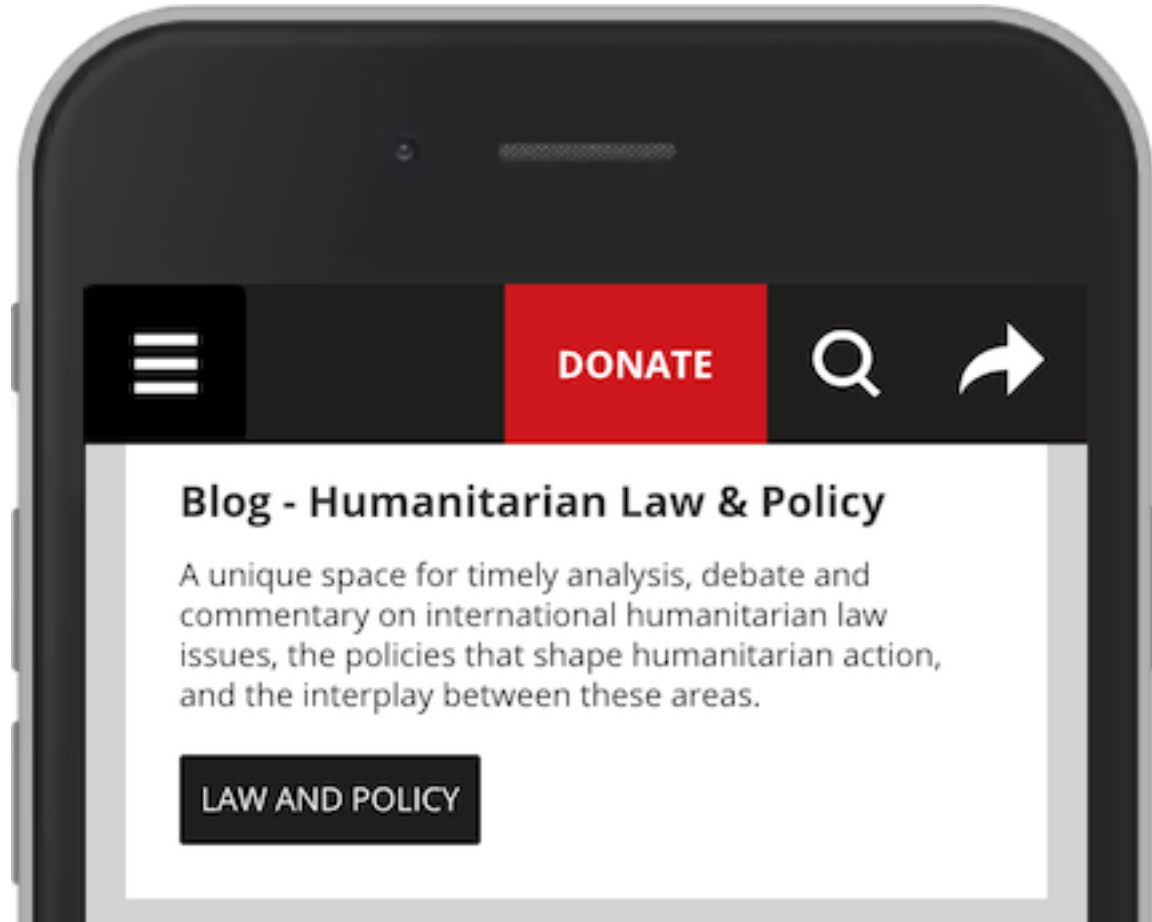 DONATE
Blog - Humanitarian Law & Policy
A unique space for timely analysis, debate and
commentary on international humanitarian law
issues, the policies that shape humanitarian action,
and the interplay between these areas.
LAW AND POLICY